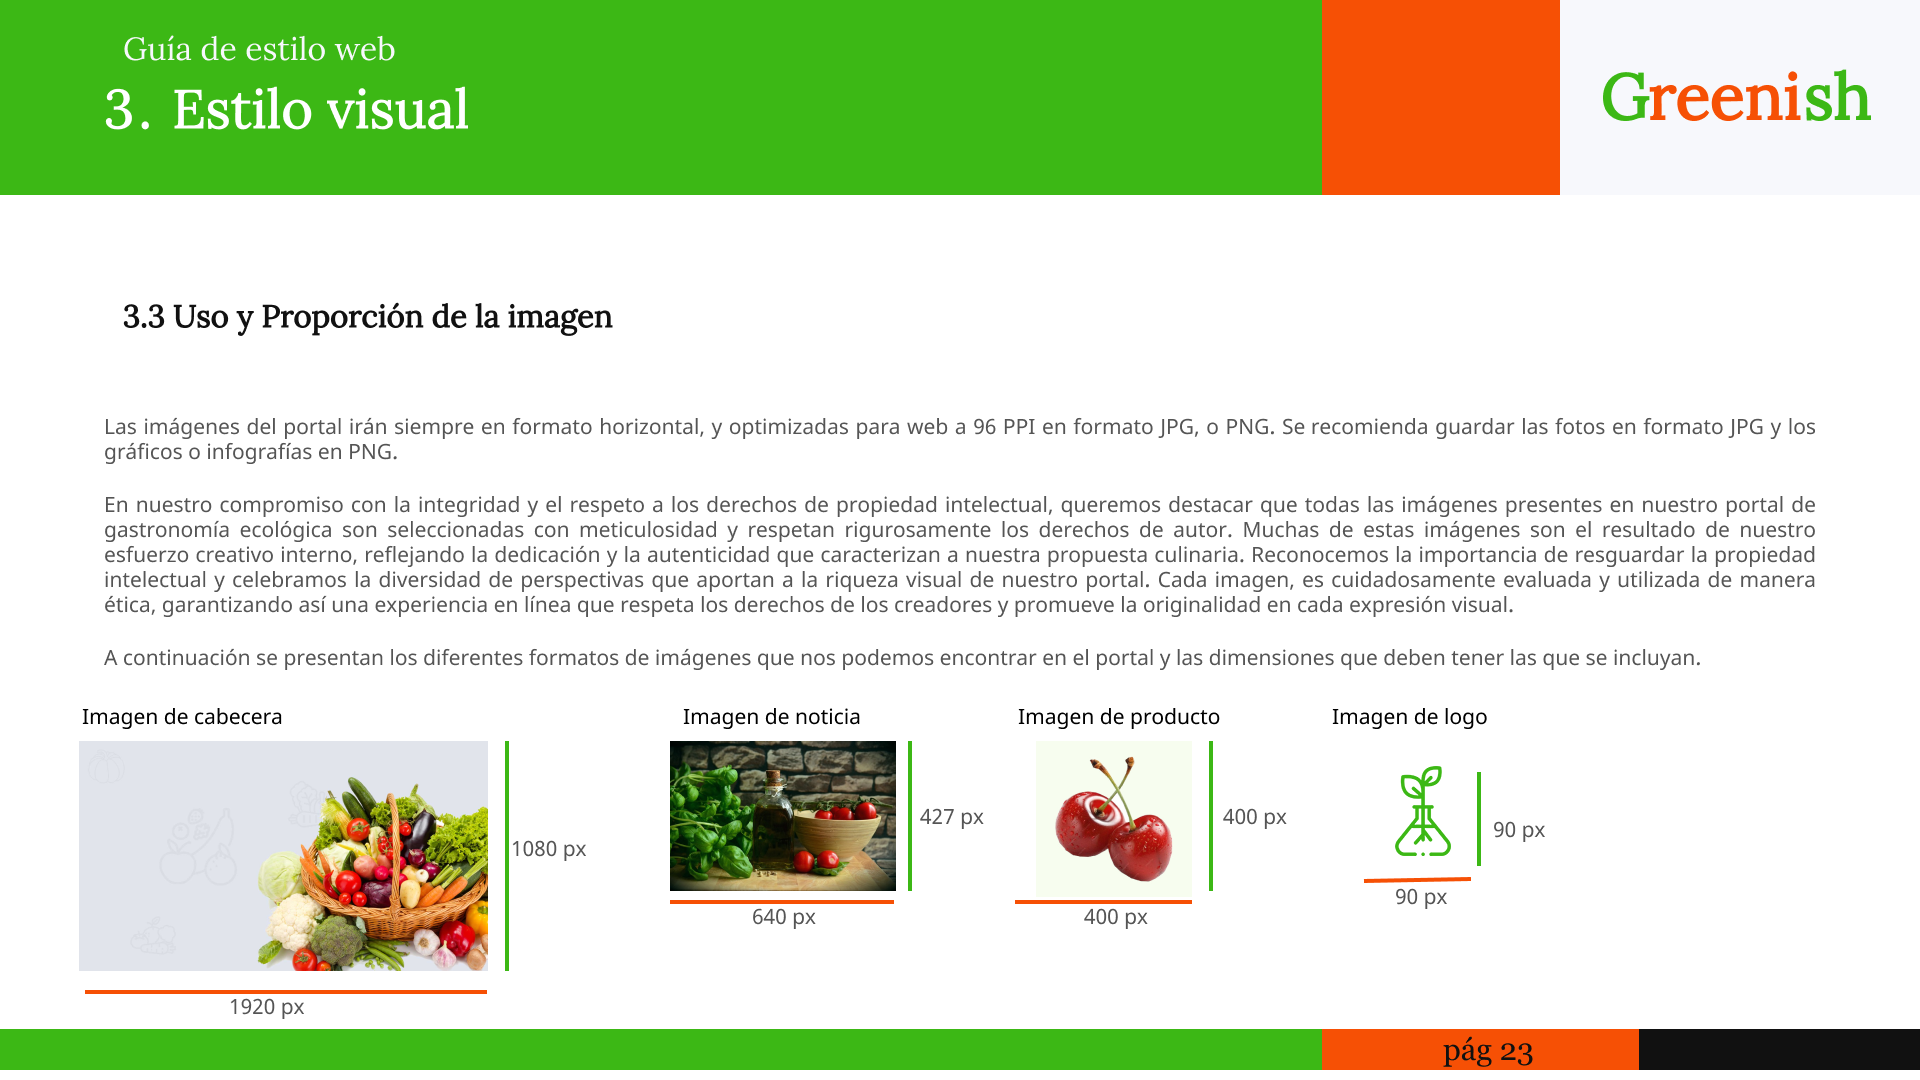 Guía de estilo web
3. Estilo visual
Greenish
3.3 Uso y Proporción de la imagen
Las imágenes del portal irán siempre en formato horizontal, y optimizadas para web a 96 PPI en formato JPG, o PNG. Se recomienda guardar las fotos en formato JPG y los
gráficos o infografías en PNG.
En nuestro compromiso con la integridad y el respeto a los derechos de propiedad intelectual, queremos destacar que todas las imágenes presentes en nuestro portal de
gastronomía ecológica son seleccionadas con meticulosidad y respetan rigurosamente los derechos de autor. Muchas de estas imágenes son el resultado de nuestro
esfuerzo creativo interno, reflejando la dedicación y la autenticidad que caracterizan a nuestra propuesta culinaria. Reconocemos la importancia de resguardar la propiedad
intelectual y celebramos la diversidad de perspectivas que aportan a la riqueza visual de nuestro portal. Cada imagen, es cuidadosamente evaluada y utilizada de manera
ética, garantizando así una experiencia en línea que respeta los derechos de los creadores y promueve la originalidad en cada expresión visual.
A continuación se presentan los diferentes formatos de imágenes que nos podemos encontrar en el portal y las dimensiones que deben tener las que se incluyan.
Imagen de cabecera
1080 px
1920 px
Imagen de noticia
427 px
640 px
Imagen de producto
400 px
400 px
Imagen de logo
90 px
90 px
pág 23